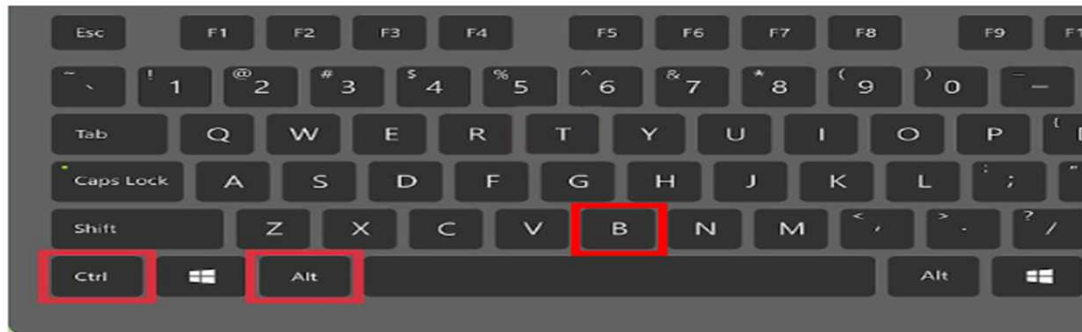 Esc F1 F2 F3 F4 F5 F6 F7 F8 F9 F1
~ ` ! 1 @ 2 # 3 $ 4 % 5 ^ 6 & 7 * 8 ( 9 ) 0 _ -
Tab Q W E R T Y U I O P {
Caps Lock A S D F G H J K L : ; "
Shift Z X C V B N M < , > . ? /
Ctrl Alt Alt